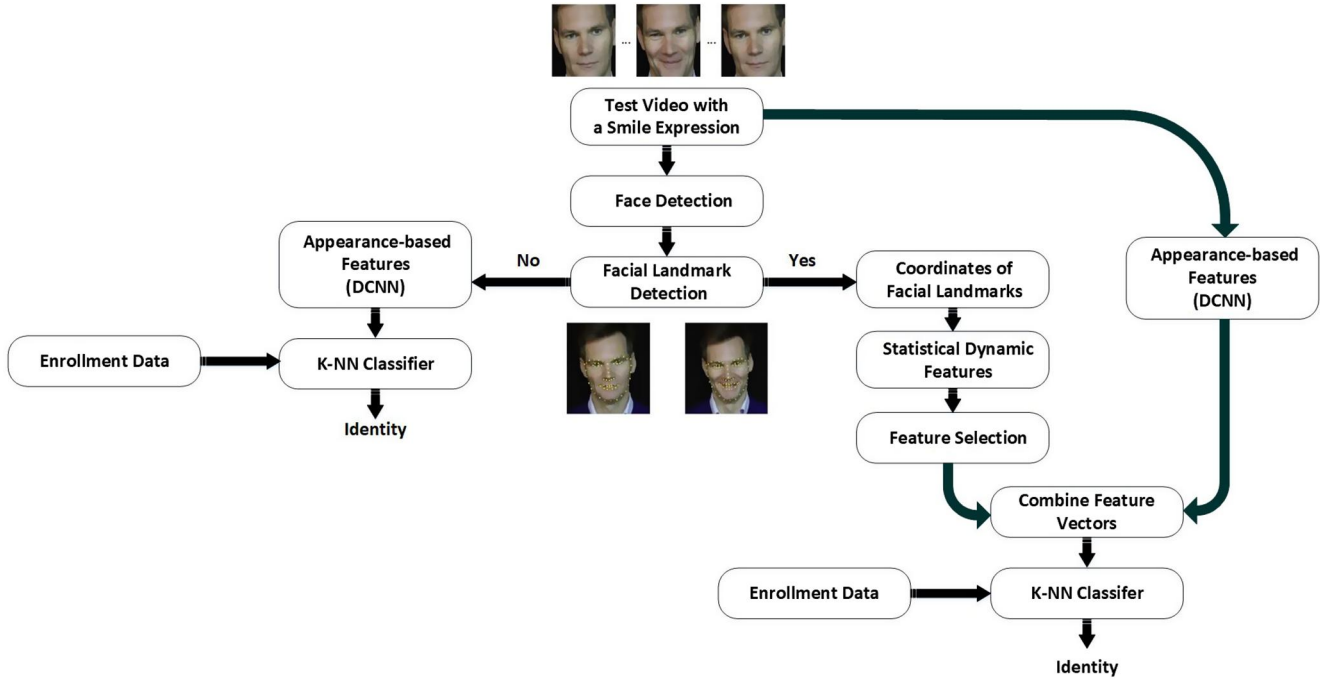 ... ...
Test Video with
a Smile Expression
Face Detection
Facial Landmark
Detection
No
Yes
Appearance-based
Features
(DCNN)
Enrollment Data
K-NN Classifier
Identity
Coordinates of
Facial Landmarks
Statistical Dynamic
Features
Feature Selection
Appearance-based
Features
(DCNN)
Combine Feature
Vectors
Enrollment Data
K-NN Classifer
Identity